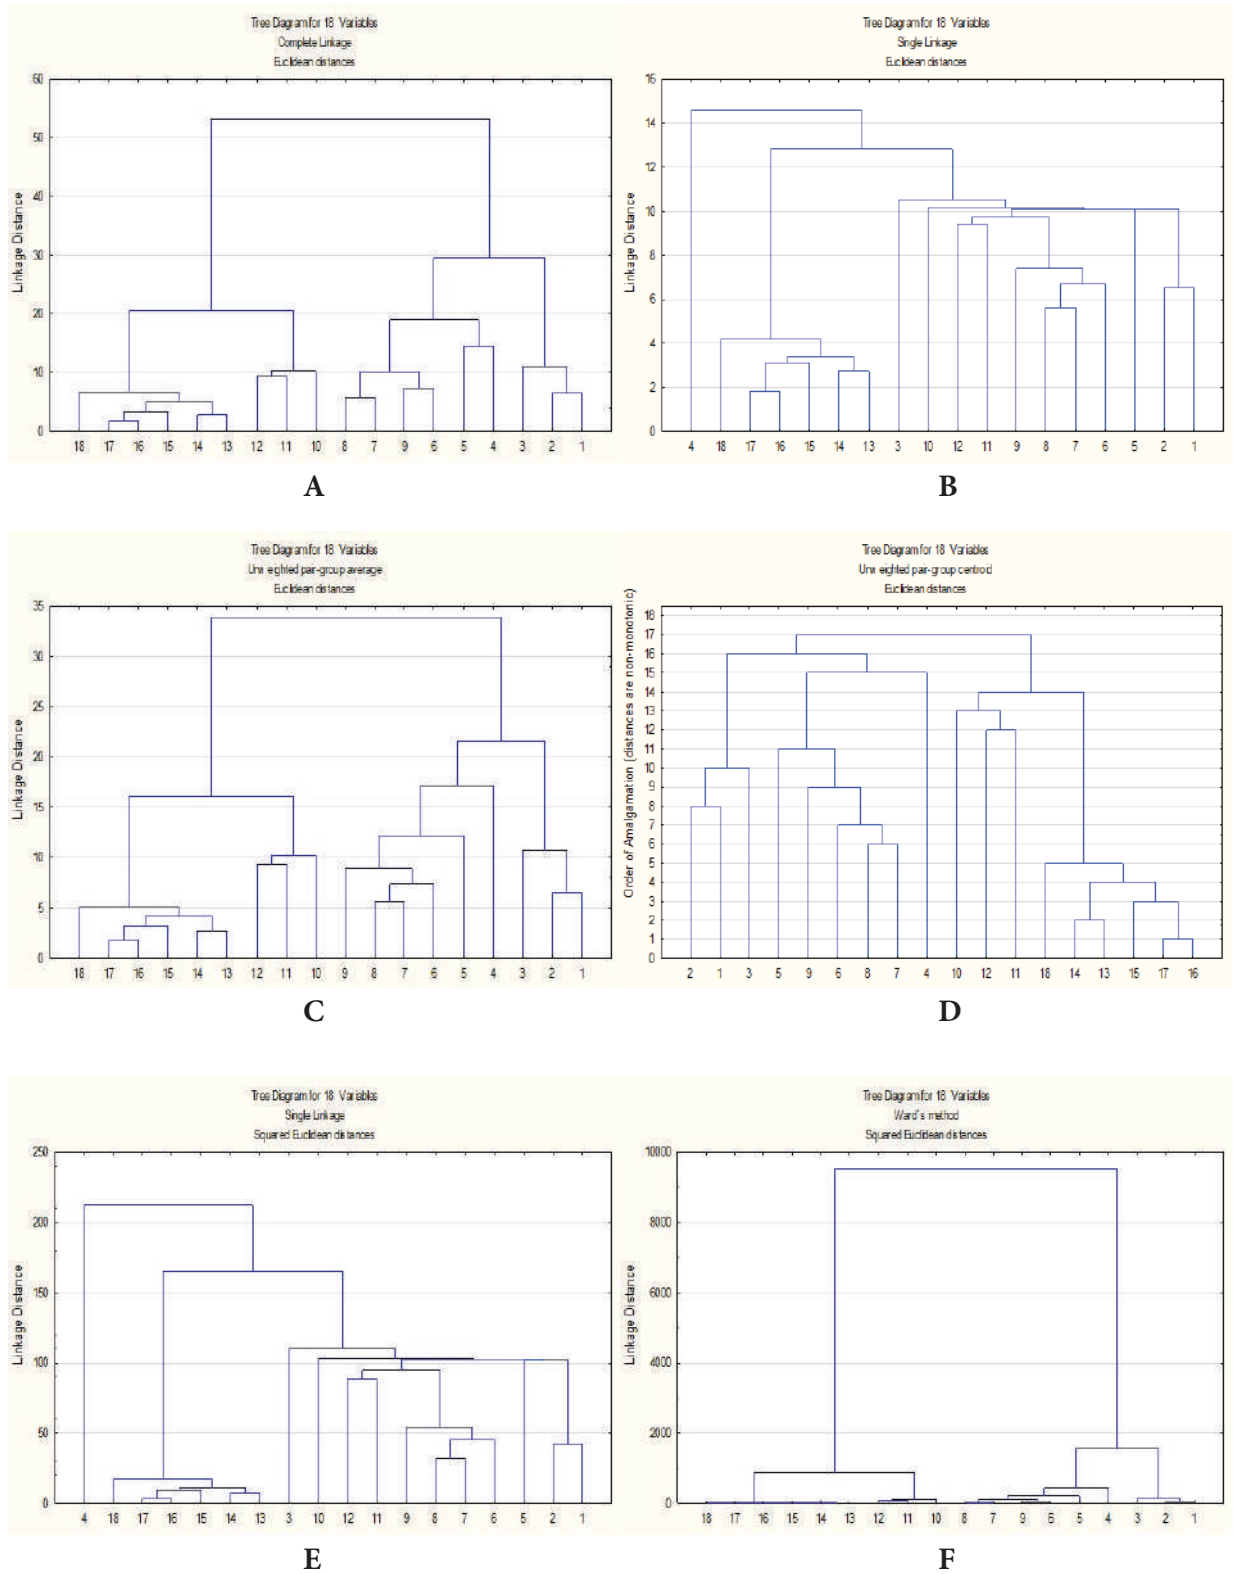 Tree Diagram for 18 Variables
Complete Linkage
Euclidean distances
60
50
40
30
20
10
0
Linkage Distance
18 17 16 15 14 13 12 11 10 8 7 9 6 5 4 3 2 1
A
Tree Diagram for 18 Variables
Single Linkage
Euclidean distances
16
14
12
10
8
6
4
2
0
Linkage Distance
4 18 17 16 15 14 13 3 10 12 11 9 8 7 6 5 2 1
B
Tree Diagram for 18 Variables
Unweighted pair-group average
Euclidean distances
35
30
25
20
15
10
5
0
Linkage Distance
18 17 16 15 14 13 12 11 10 9 8 7 6 5 4 3 2 1
C
Tree Diagram for 18 Variables
Unweighted pair-group centroid
Euclidean distances
18
17
16
15
14
13
12
11
10
9
8
7
6
5
4
3
2
1
0
Order of Amalgamation (distances are non-monotonic)
2 1 3 5 9 6 8 7 4 10 12 11 18 14 13 15 17 16
D
Tree Diagram for 18 Variables
Single Linkage
Squared Euclidean distances
250
200
150
100
50
0
Linkage Distance
4 18 17 16 15 14 13 3 10 12 11 9 8 7 6 5 2 1
E
Tree Diagram for 18 Variables
Ward`s method
Squared Euclidean distances
10000
8000
6000
4000
2000
0
Linkage Distance
18 17 16 15 14 13 12 11 10 8 7 9 6 5 4 3 2 1
F